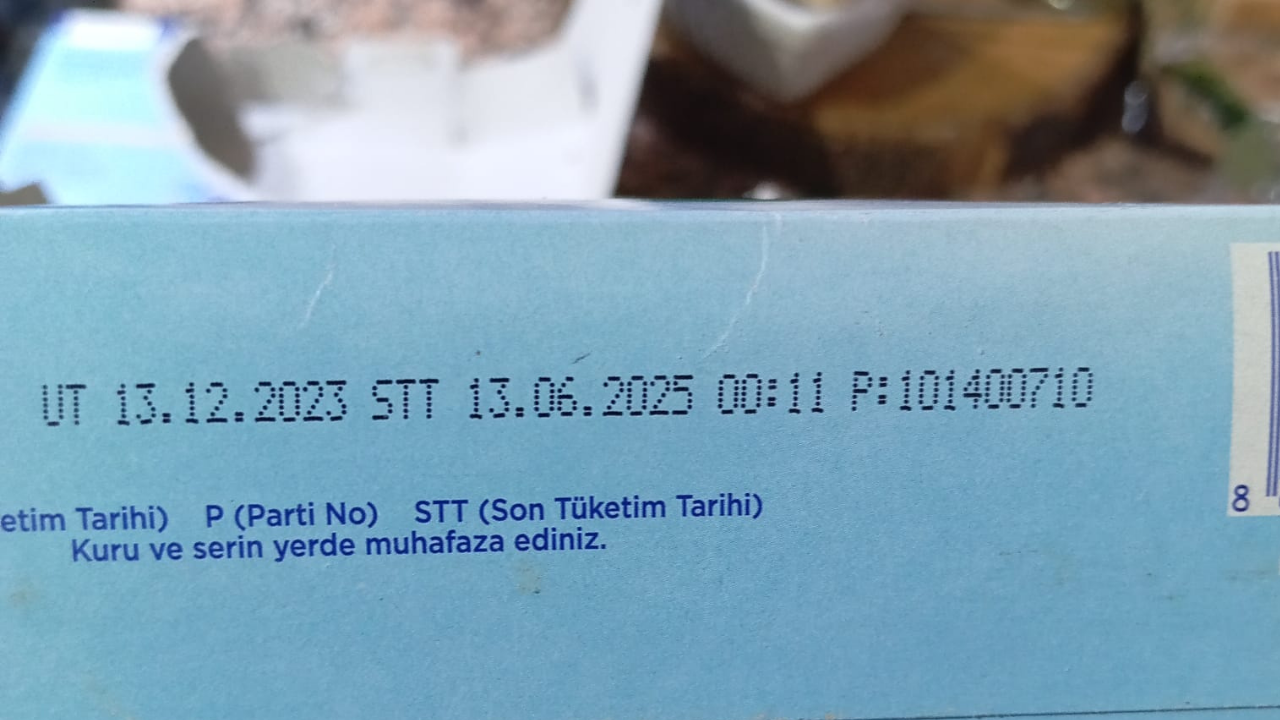 UT 13.12.2023 STT 13.06.2025 00:11 P:101400710
etim Tarihi) P (Parti No) STT (Son Tüketim Tarihi)
Kuru ve serin yerde muhafaza ediniz.
8